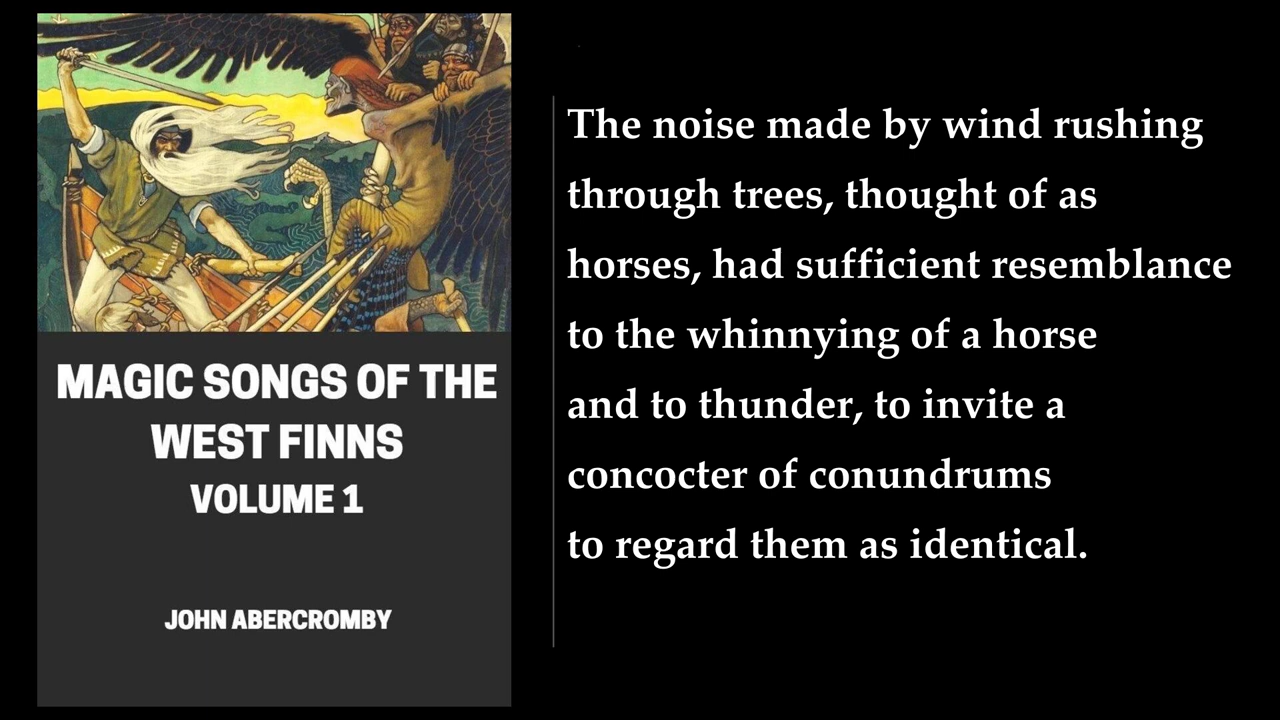 MAGIC SONGS OF THE
WEST FINNS
VOLUME 1
JOHN ABERCROMBY
The noise made by wind rushing
through trees, thought of as
horses, had sufficient resemblance
to the whinnying of a horse
and to thunder, to invite a
concocter of conundrums
to regard them as identical.